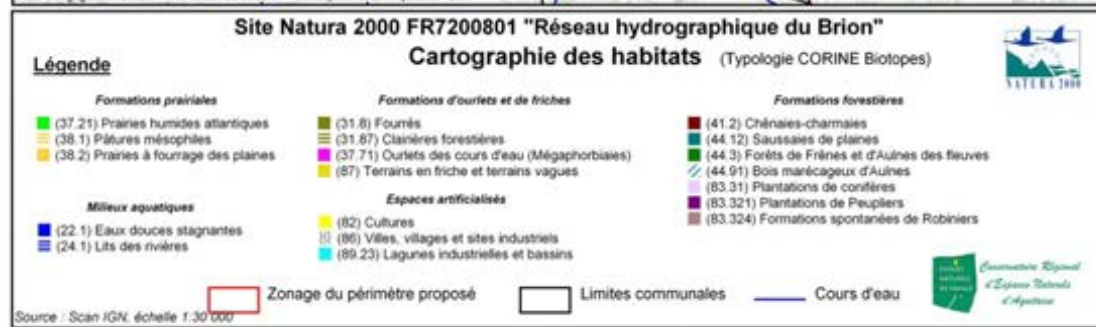 Site Natura 2000 FR7200801 "Réseau hydrographique du Brion"
Cartographie des habitats (Typologie CORINE Biotopes)
NATURA 2000
Légende
Formations prairiales
(37.21) Prairies humides atlantiques
(38.1) Pâtures mésophiles
(38.2) Prairies à fourrage des plaines
Milieux aquatiques
(22.1) Eaux douces stagnantes
(24.1) Lits des rivières
Formations d'ourlets et de friches
(31.8) Fourrés
(31.87) Clairières forestières
(37.71) Ourlets des cours d'eau (Mégaphorbiaies)
(87) Terrains en friche et terrains vagues
Espaces artificialisés
(82) Cultures
(86) Villes, villages et sites industriels
(89.23) Lagunes industrielles et bassins
Formations forestières
(41.2) Chênaies-charmaies
(44.12) Saussaies de plaines
(44.3) Forêts de Frênes et d'Aulnes des fleuves
(44.91) Bois marécageux d'Aulnes
(83.31) Plantations de conifères
(83.321) Plantations de Peupliers
(83.324) Formations spontanées de Robiniers
Zonage du périmètre proposé
Limites communales
Cours d'eau
ESPACES
NATURELS
DE FRANCE
Conservatoire Régional
d'Espaces Naturels
d'Aquitaine
Source : Scan IGN, échelle 1:30 000